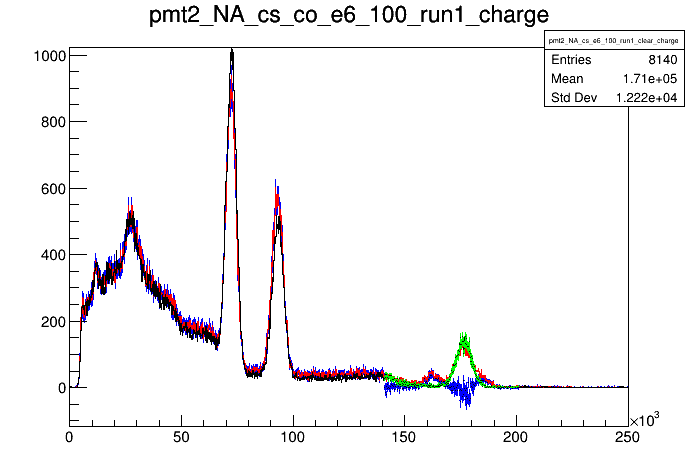 pmt2_NA_cs_co_e6_100_run1_charge
pmt2_NA_cs_e6_100_run1_clear_charge
Entries 8140
Mean 1.71e+05
Std Dev 1.222e+04
1000
800
600
400
200
0
0 50 100 150 200 250
×10³